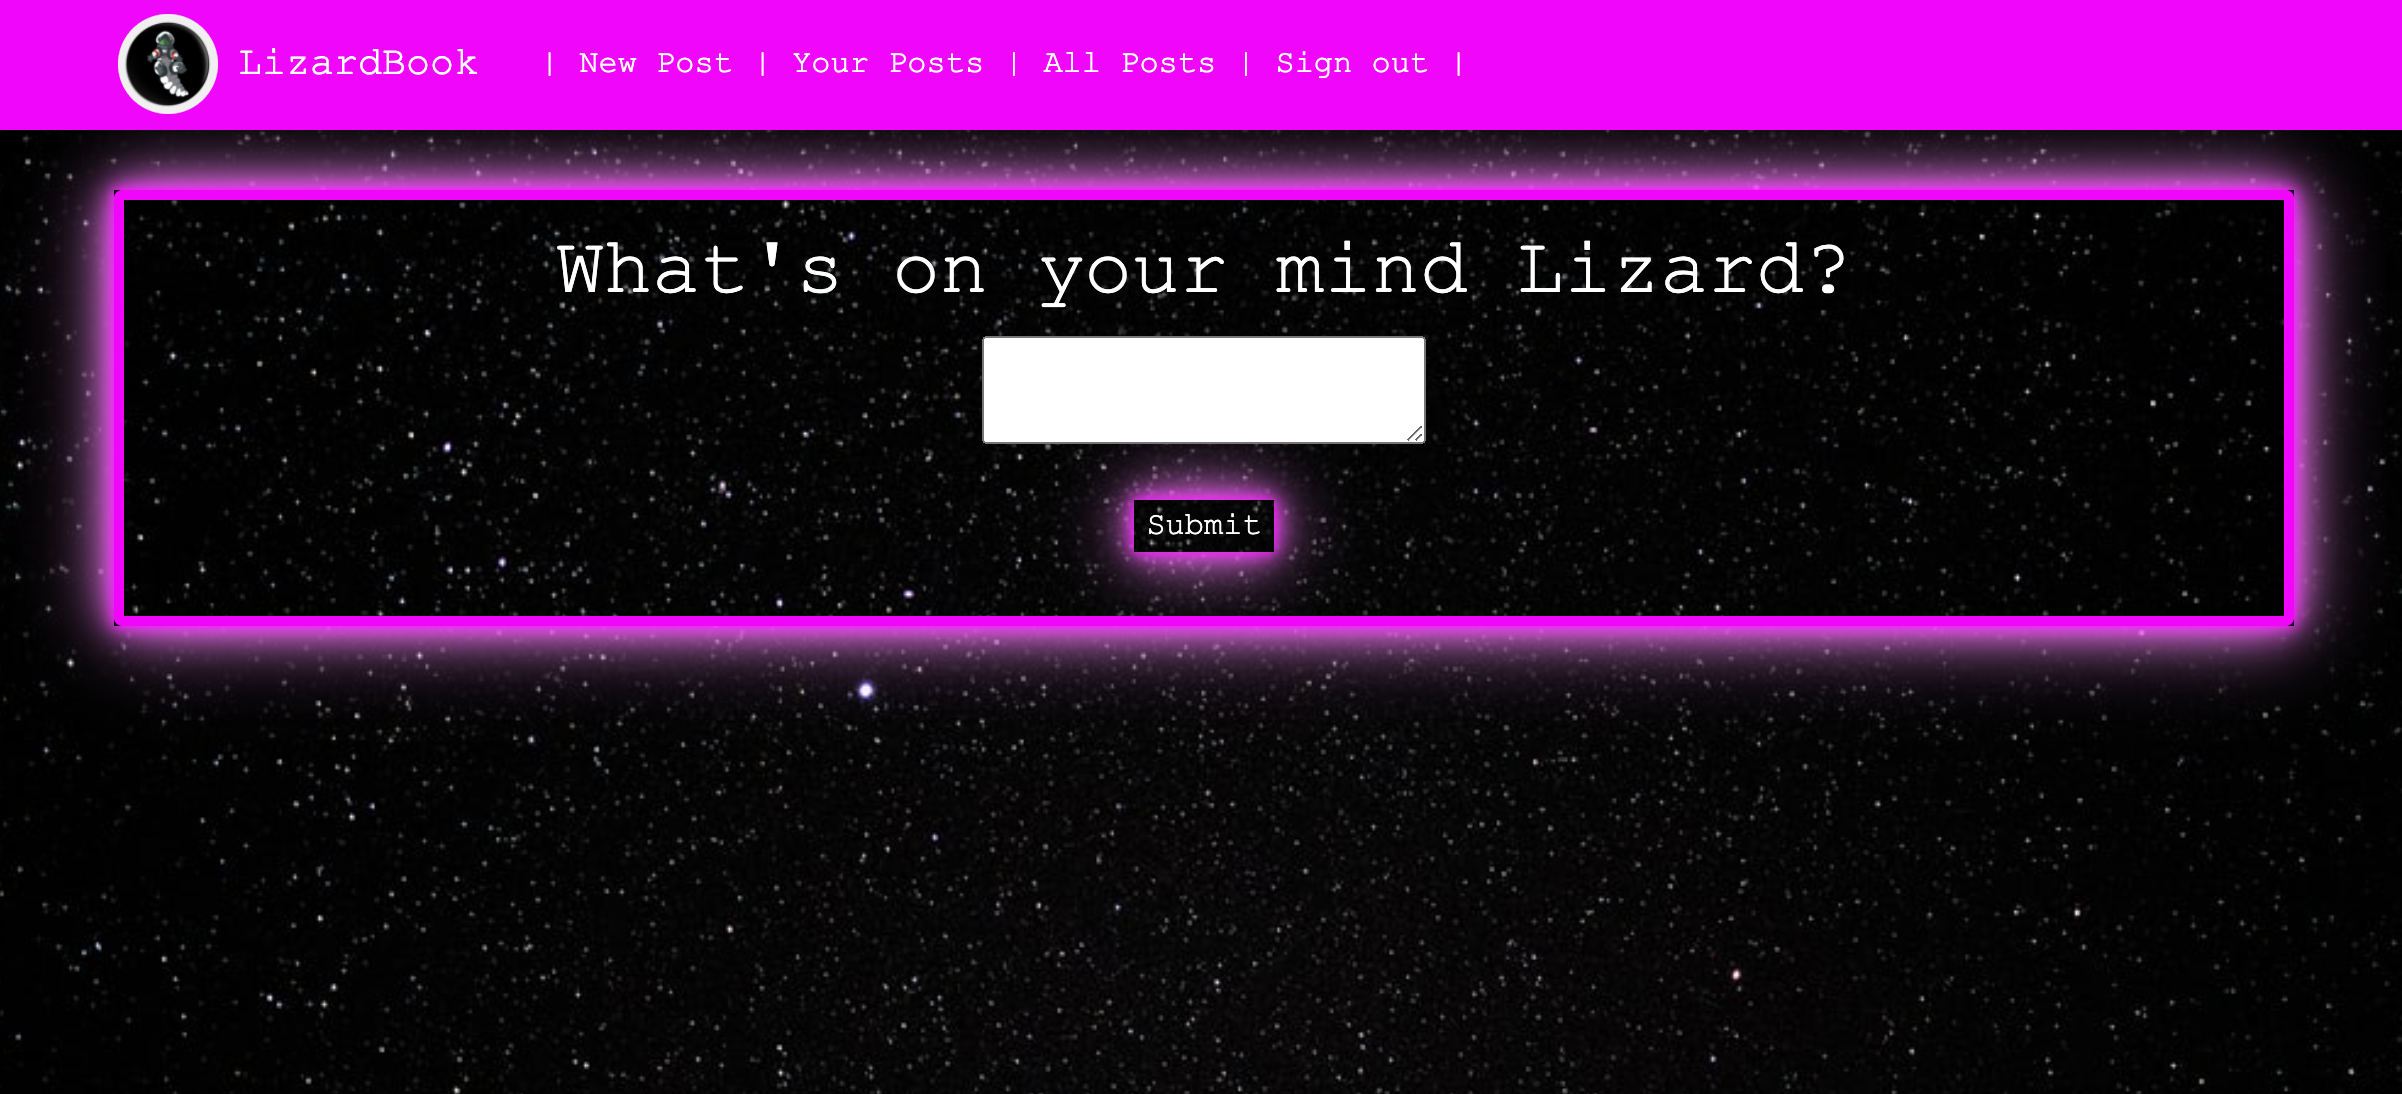 LizardBook | New Post | Your Posts | All Posts | Sign out |
What's on your mind Lizard?
Submit